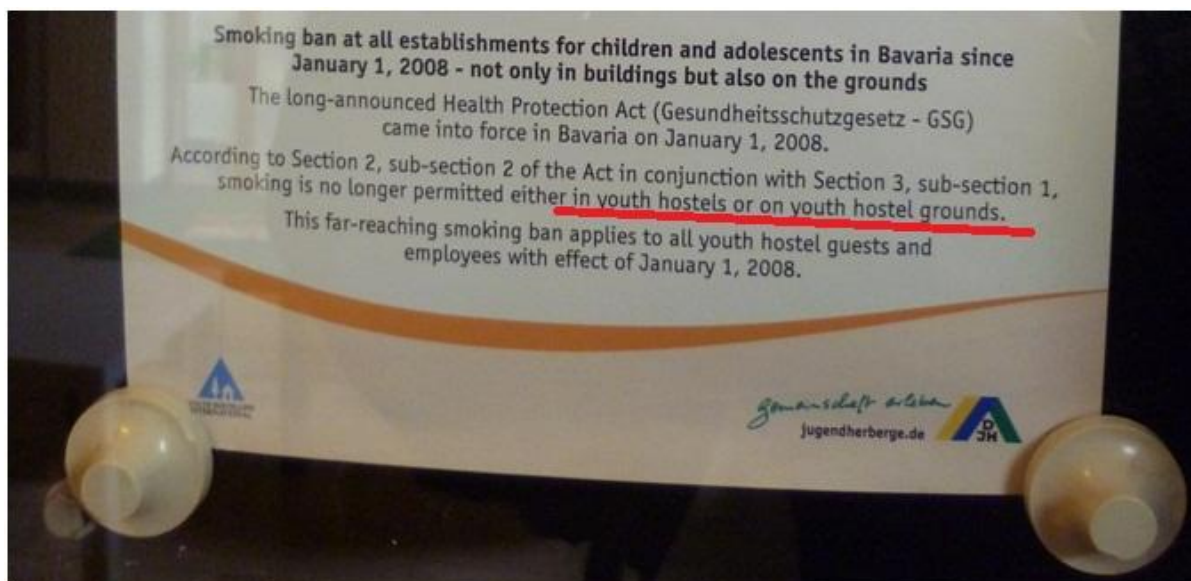 Smoking ban at all establishments for children and adolescents in Bavaria since
January 1, 2008 - not only in buildings but also on the grounds
The long-announced Health Protection Act (Gesundheitsschutzgesetz - GSG)
came into force in Bavaria on January 1, 2008.
According to Section 2, sub-section 2 of the Act in conjunction with Section 3, sub-section 1,
smoking is no longer permitted either in youth hostels or on youth hostel grounds.
This far-reaching smoking ban applies to all youth hostel guests and
employees with effect of January 1, 2008.
gemeinschaft erleben
jugendherberge.de
DJH